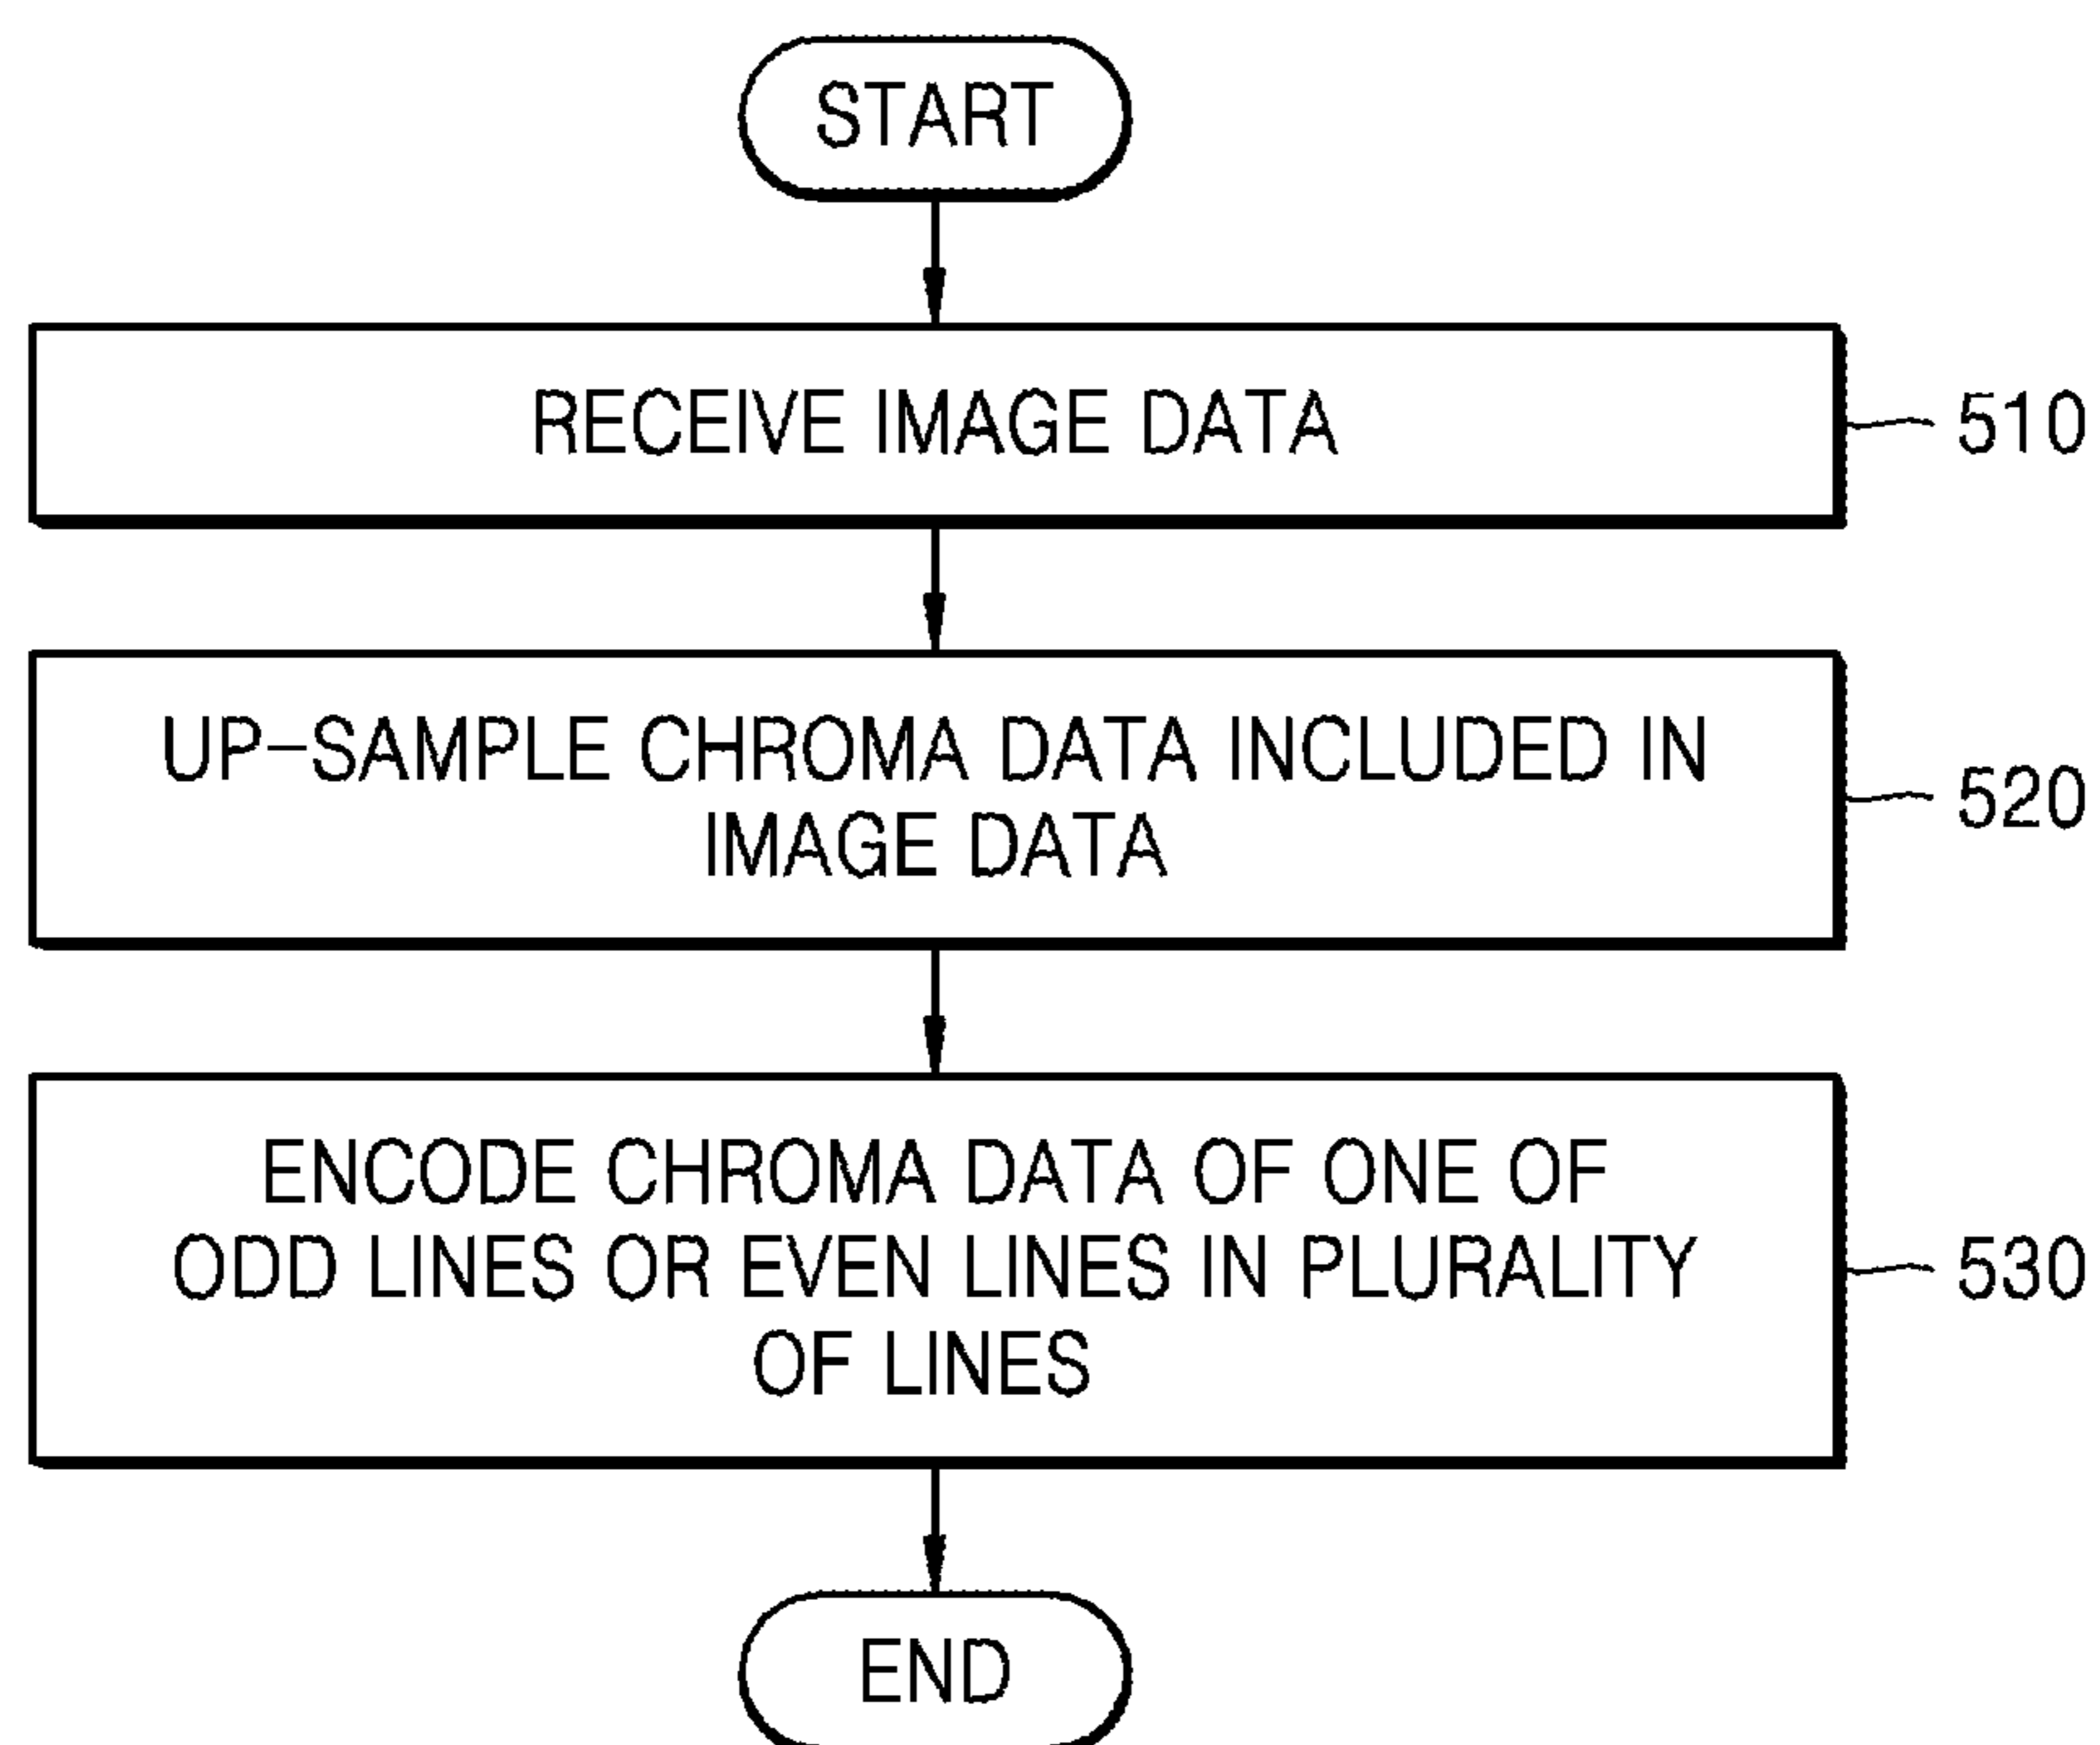 START
RECEIVE IMAGE DATA
510
UP-SAMPLE CHROMA DATA INCLUDED IN
IMAGE DATA
520
ENCODE CHROMA DATA OF ONE OF
ODD LINES OR EVEN LINES IN PLURALITY
OF LINES
530
END